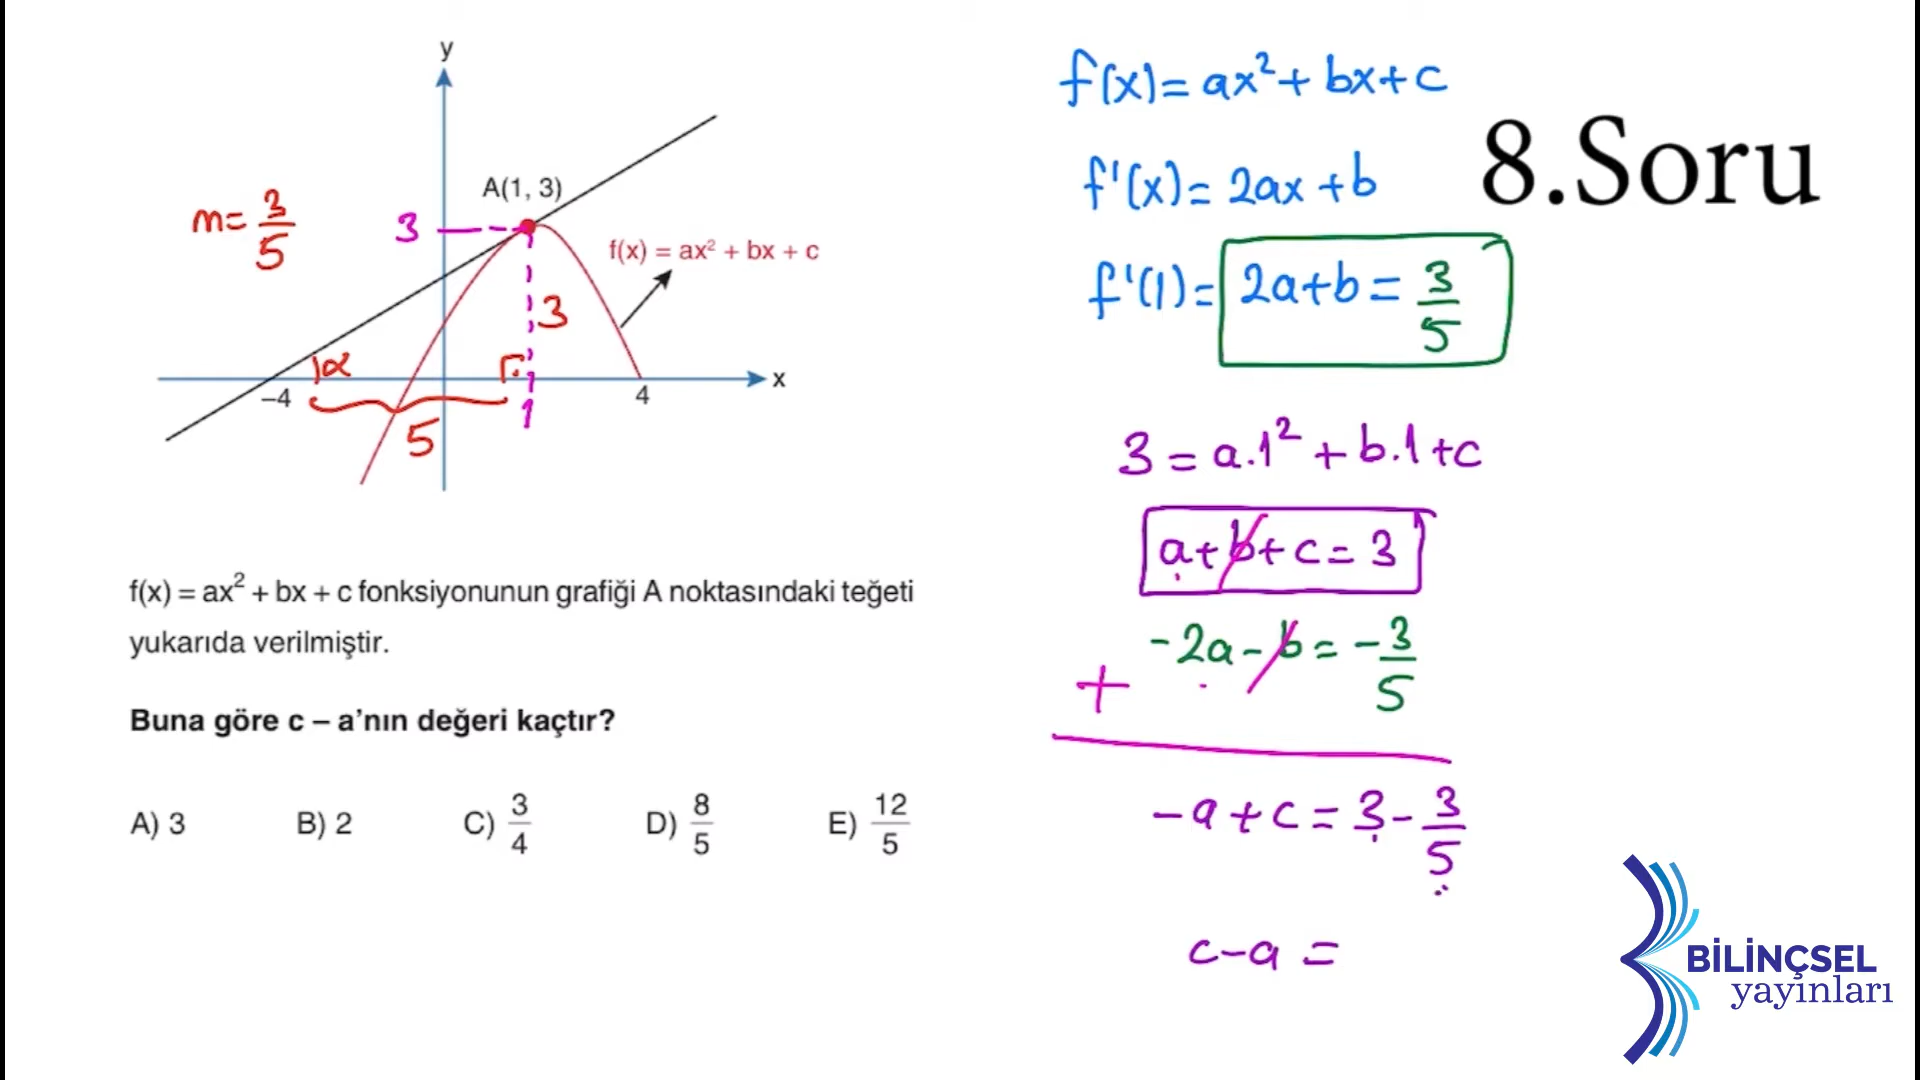 y
A(1, 3)
m= 3/5
3
f(x) = ax² + bx + c
3
α
x
–4
4
1
5
f(x) = ax² + bx + c fonksiyonunun grafiği A noktasındaki teğeti
yukarıda verilmiştir.
Buna göre c – a’nın değeri kaçtır?
A) 3 B) 2 C) 3/4 D) 8/5 E) 12/5
f(x)= ax²+ bx+c
8.Soru
f'(x)= 2ax +b
f'(1)= 2a+b= 3/5
3 = a.1² + b.1+c
a+b+c= 3
-2a-b= -3/5
+
-a+c= 3-3/5
c-a =
BİLİNÇSEL
yayınları